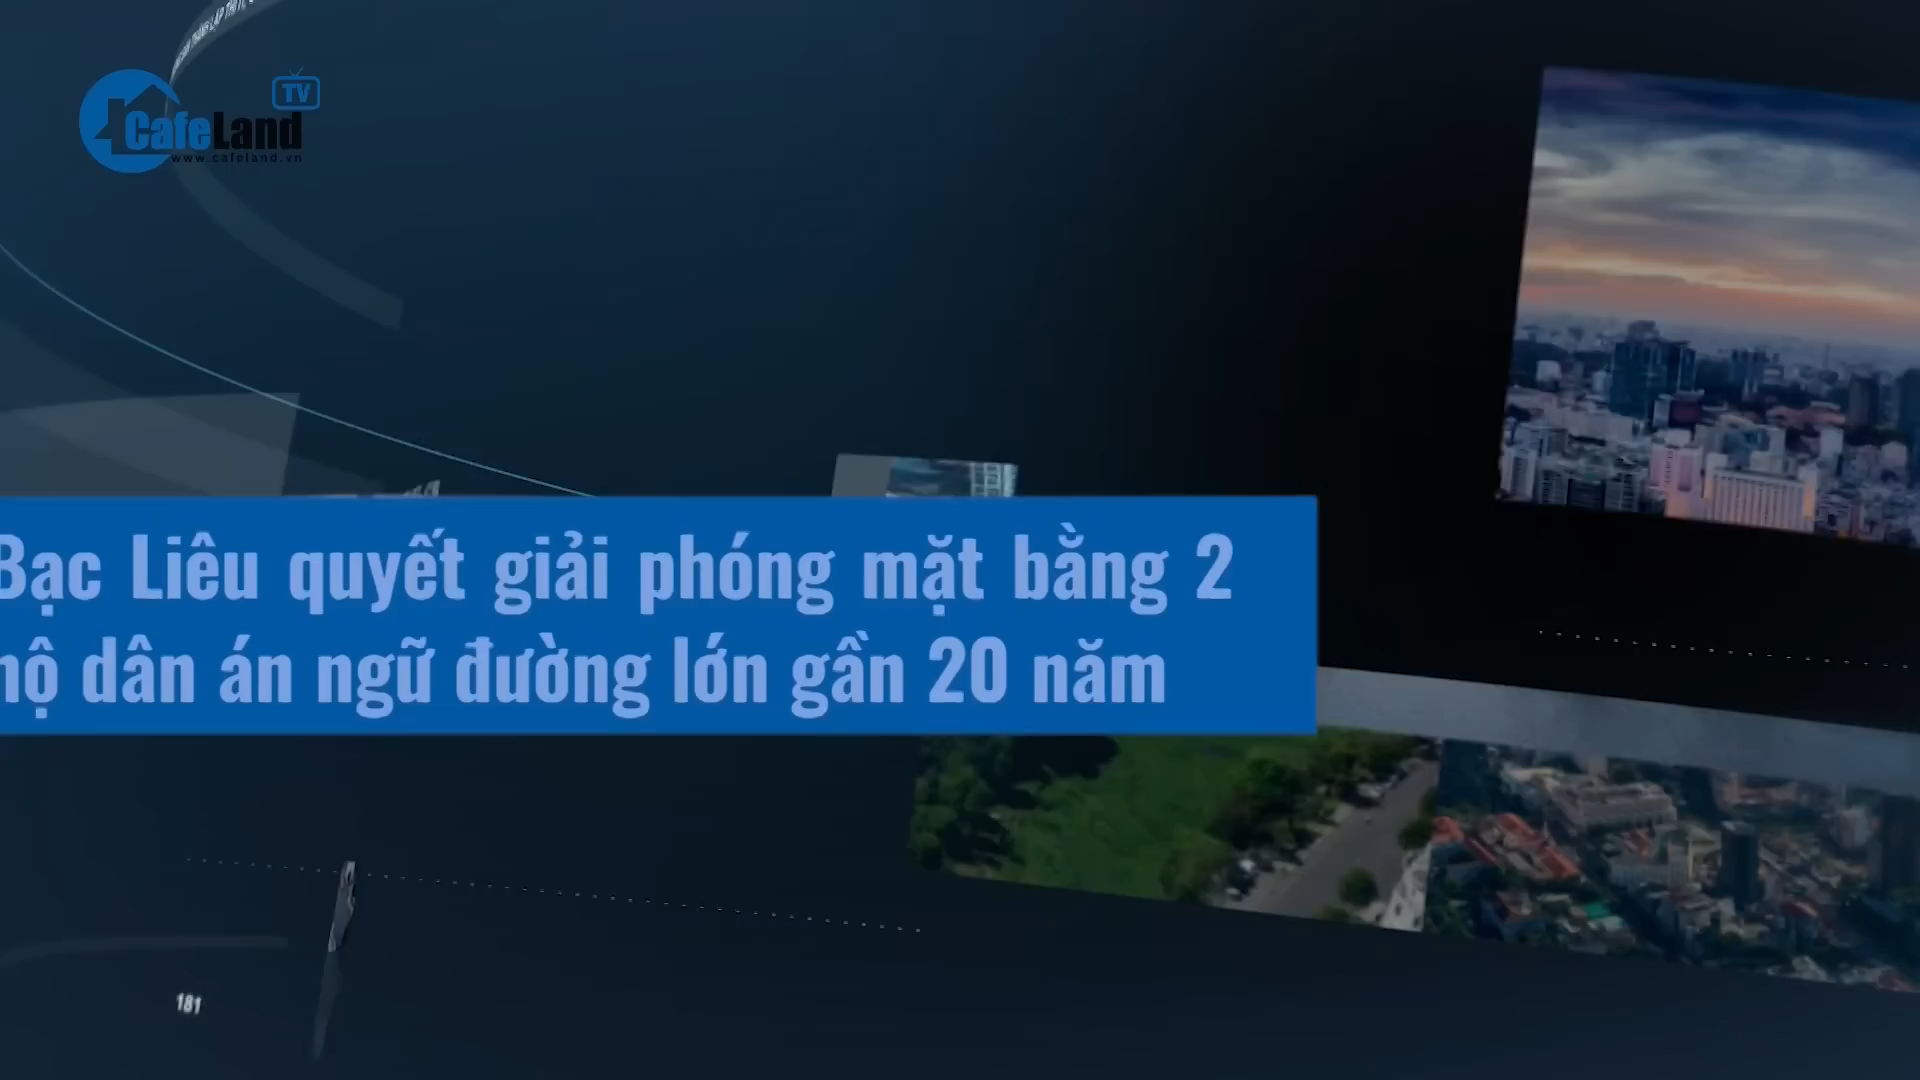 TV
CafeLand
www.cafeland.vn
Bạc Liêu quyết giải phóng mặt bằng 2
hộ dân án ngữ đường lớn gần 20 năm
181